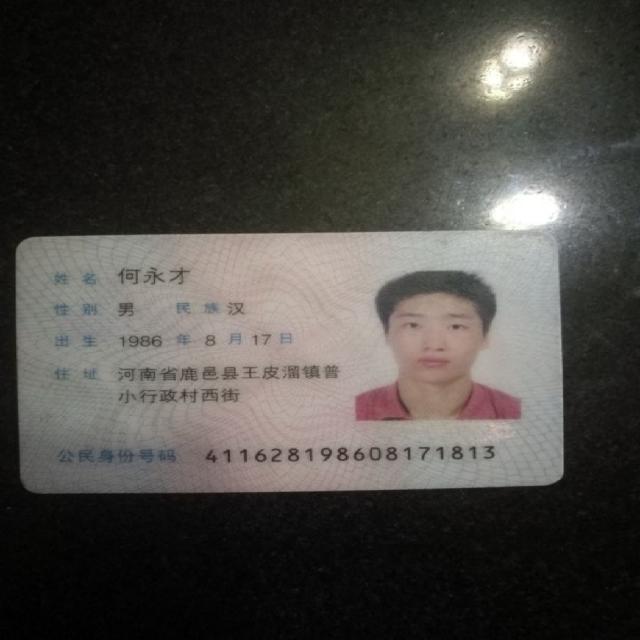 姓名 何永才
性别 男 民族 汉
出生 1986 年 8 月 17 日
住址 河南省鹿邑县王皮溜镇普
小行政村西街
公民身份号码 411628198608171813